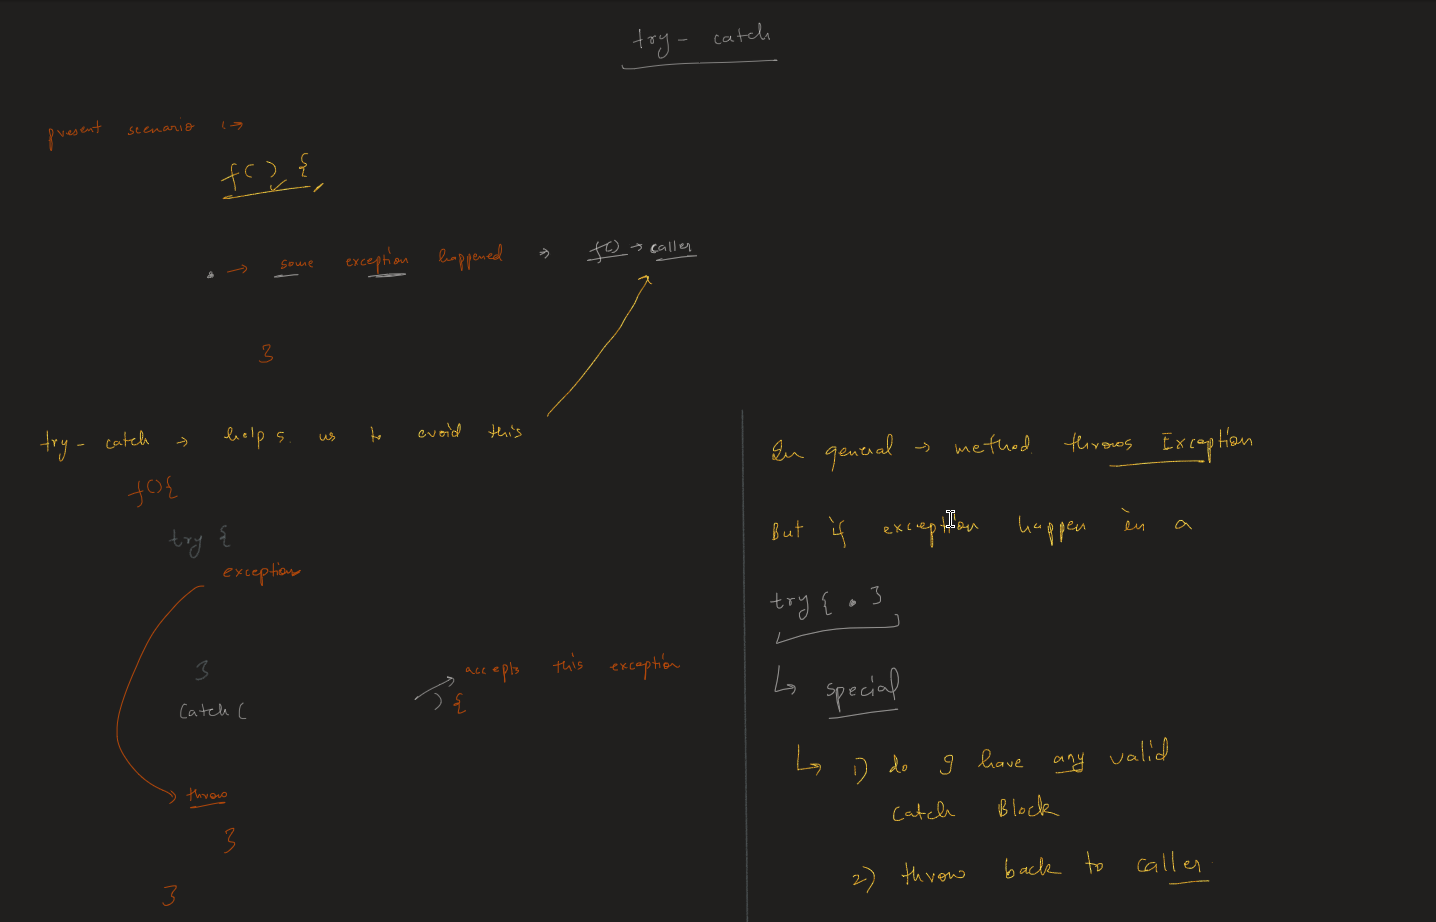 try - catch
present scenario :→
f() {
• → some exception happened → f() → caller
}
try - catch → helps us to avoid this
f(){
try {
exception
}
catch (      ) { → accepts this exception
throw
}
}
In general → method throws Exception
But if exception happen in a
try { . }
↳ special
↳ 1) do I have any valid
catch Block
2) throw back to caller